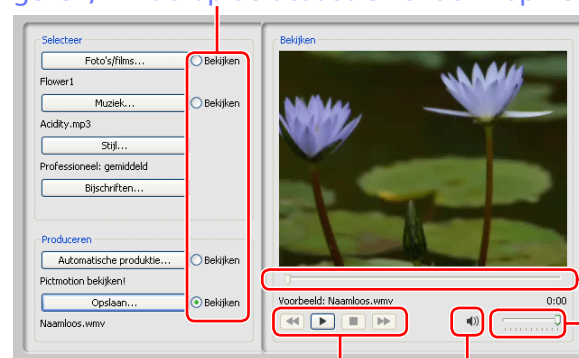 Selecteer
Foto's/films...
Bekijken
Flower1
Muziek...
Bekijken
Acidity.mp3
Stijl...
Professioneel: gemiddeld
Bijschriften...
Produceren
Automatische produktie...
Bekijken
Pictmotion bekijken!
Opslaan...
Bekijken
Naamloos.wmv
Bekijken
Voorbeeld: Naamloos.wmv
0:00